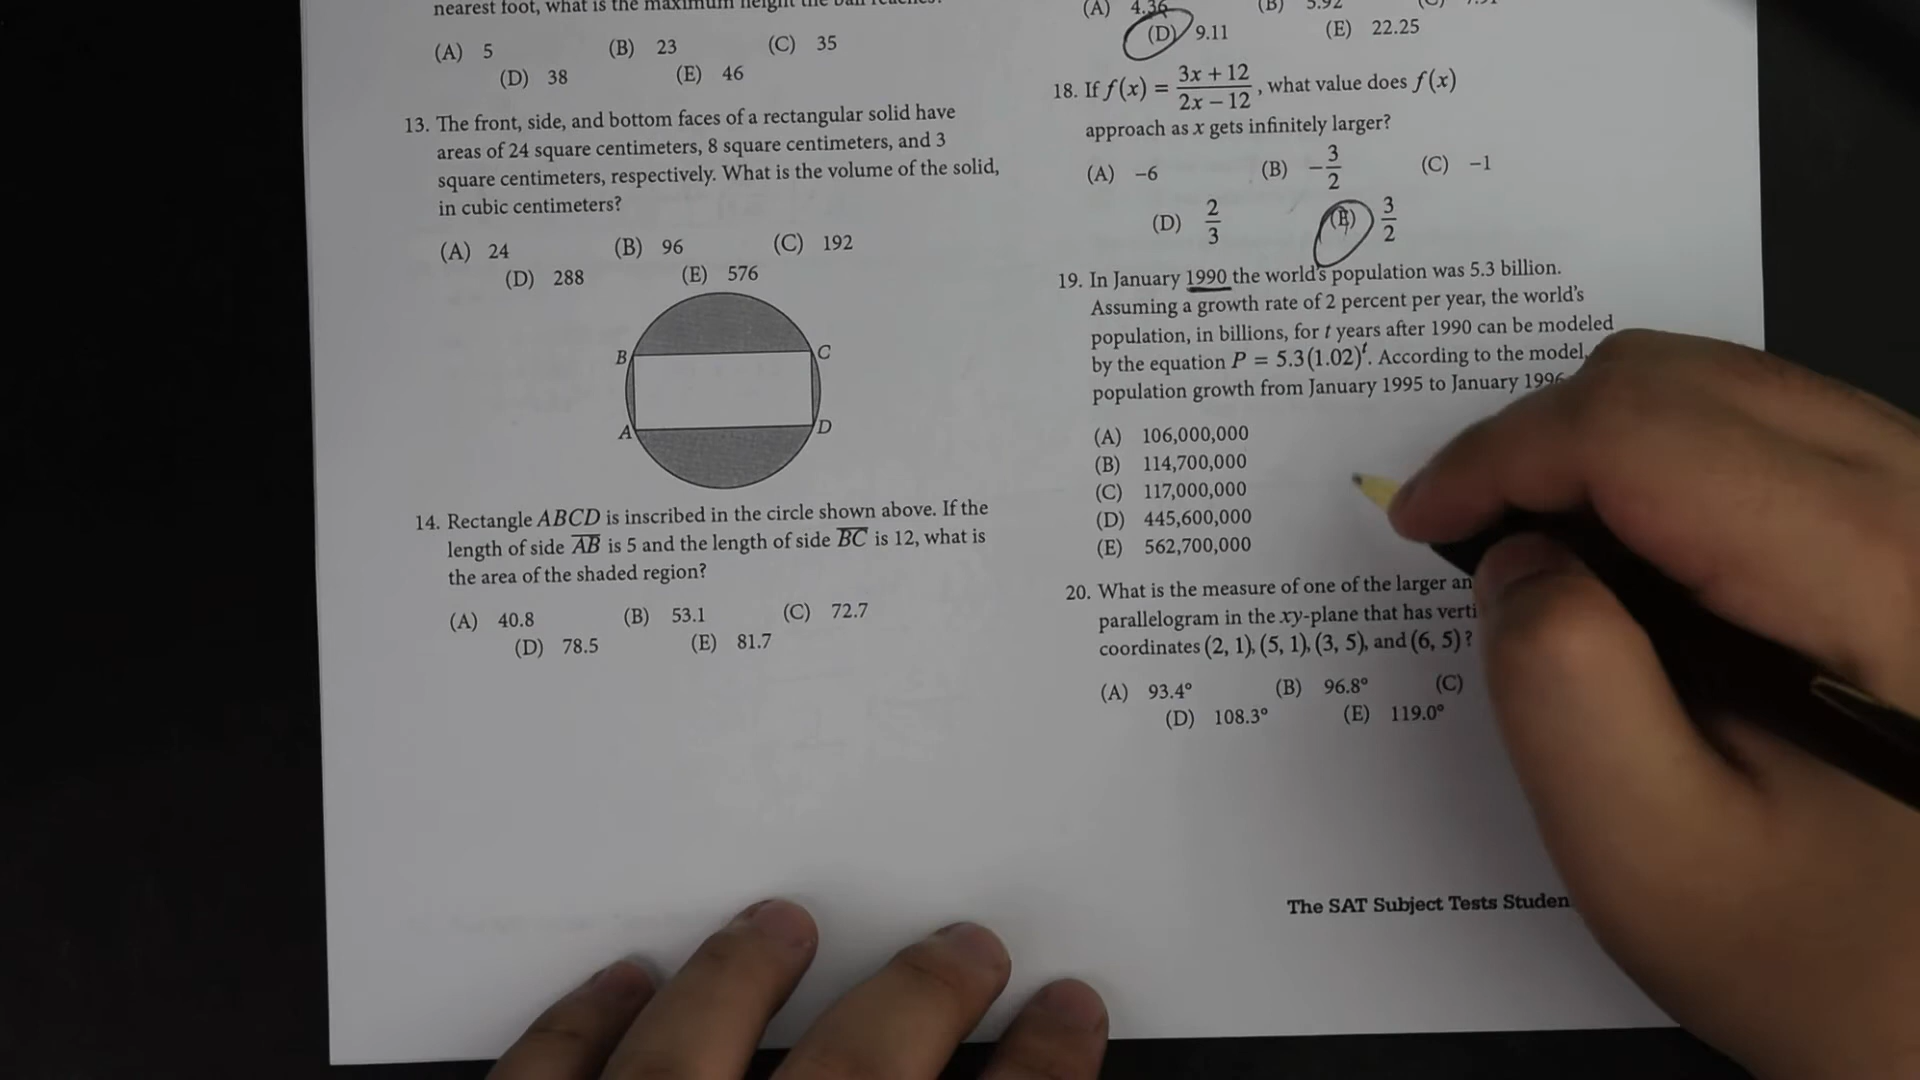 nearest foot, what is the maximum height the ball reaches?
(A) 5 (B) 23 (C) 35
(D) 38 (E) 46
13. The front, side, and bottom faces of a rectangular solid have
areas of 24 square centimeters, 8 square centimeters, and 3
square centimeters, respectively. What is the volume of the solid,
in cubic centimeters?
(A) 24 (B) 96 (C) 192
(D) 288 (E) 576
B C
A D
14. Rectangle ABCD is inscribed in the circle shown above. If the
length of side AB is 5 and the length of side BC is 12, what is
the area of the shaded region?
(A) 40.8 (B) 53.1 (C) 72.7
(D) 78.5 (E) 81.7
(A) 4.36 (B) 5.92 (C)
(D) 9.11 (E) 22.25
18. If f(x) = 3x + 12 / 2x − 12, what value does f(x)
approach as x gets infinitely larger?
(A) −6 (B) −3/2 (C) −1
(D) 2/3 (E) 3/2
19. In January 1990 the world's population was 5.3 billion.
Assuming a growth rate of 2 percent per year, the world's
population, in billions, for t years after 1990 can be modeled
by the equation P = 5.3(1.02)^t. According to the model,
population growth from January 1995 to January 1996
(A) 106,000,000
(B) 114,700,000
(C) 117,000,000
(D) 445,600,000
(E) 562,700,000
20. What is the measure of one of the larger an
parallelogram in the xy-plane that has verti
coordinates (2, 1), (5, 1), (3, 5), and (6, 5)?
(A) 93.4° (B) 96.8° (C)
(D) 108.3° (E) 119.0°
The SAT Subject Tests Studen